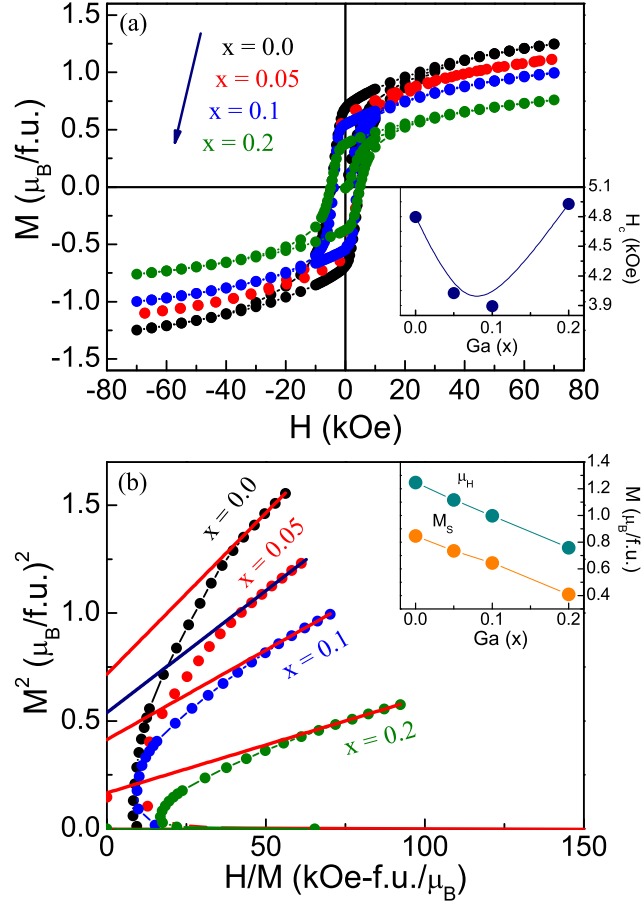 (a)
x = 0.0
x = 0.05
x = 0.1
x = 0.2
1.5
1.0
0.5
0.0
-0.5
-1.0
-1.5
M (μB/f.u.)
-80 -60 -40 -20 0 20 40 60 80
H (kOe)
5.1
4.8
4.5
4.2
3.9
Hc (kOe)
0.0 0.1 0.2
Ga (x)
(b)
x = 0.0
x = 0.05
x = 0.1
x = 0.2
1.5
1.0
0.5
0.0
M2 (μB/f.u.)2
0 50 100 150
H/M (kOe-f.u./μB)
μH
MS
1.4
1.2
1.0
0.8
0.6
0.4
M (μB/f.u.)
0.0 0.1 0.2
Ga (x)